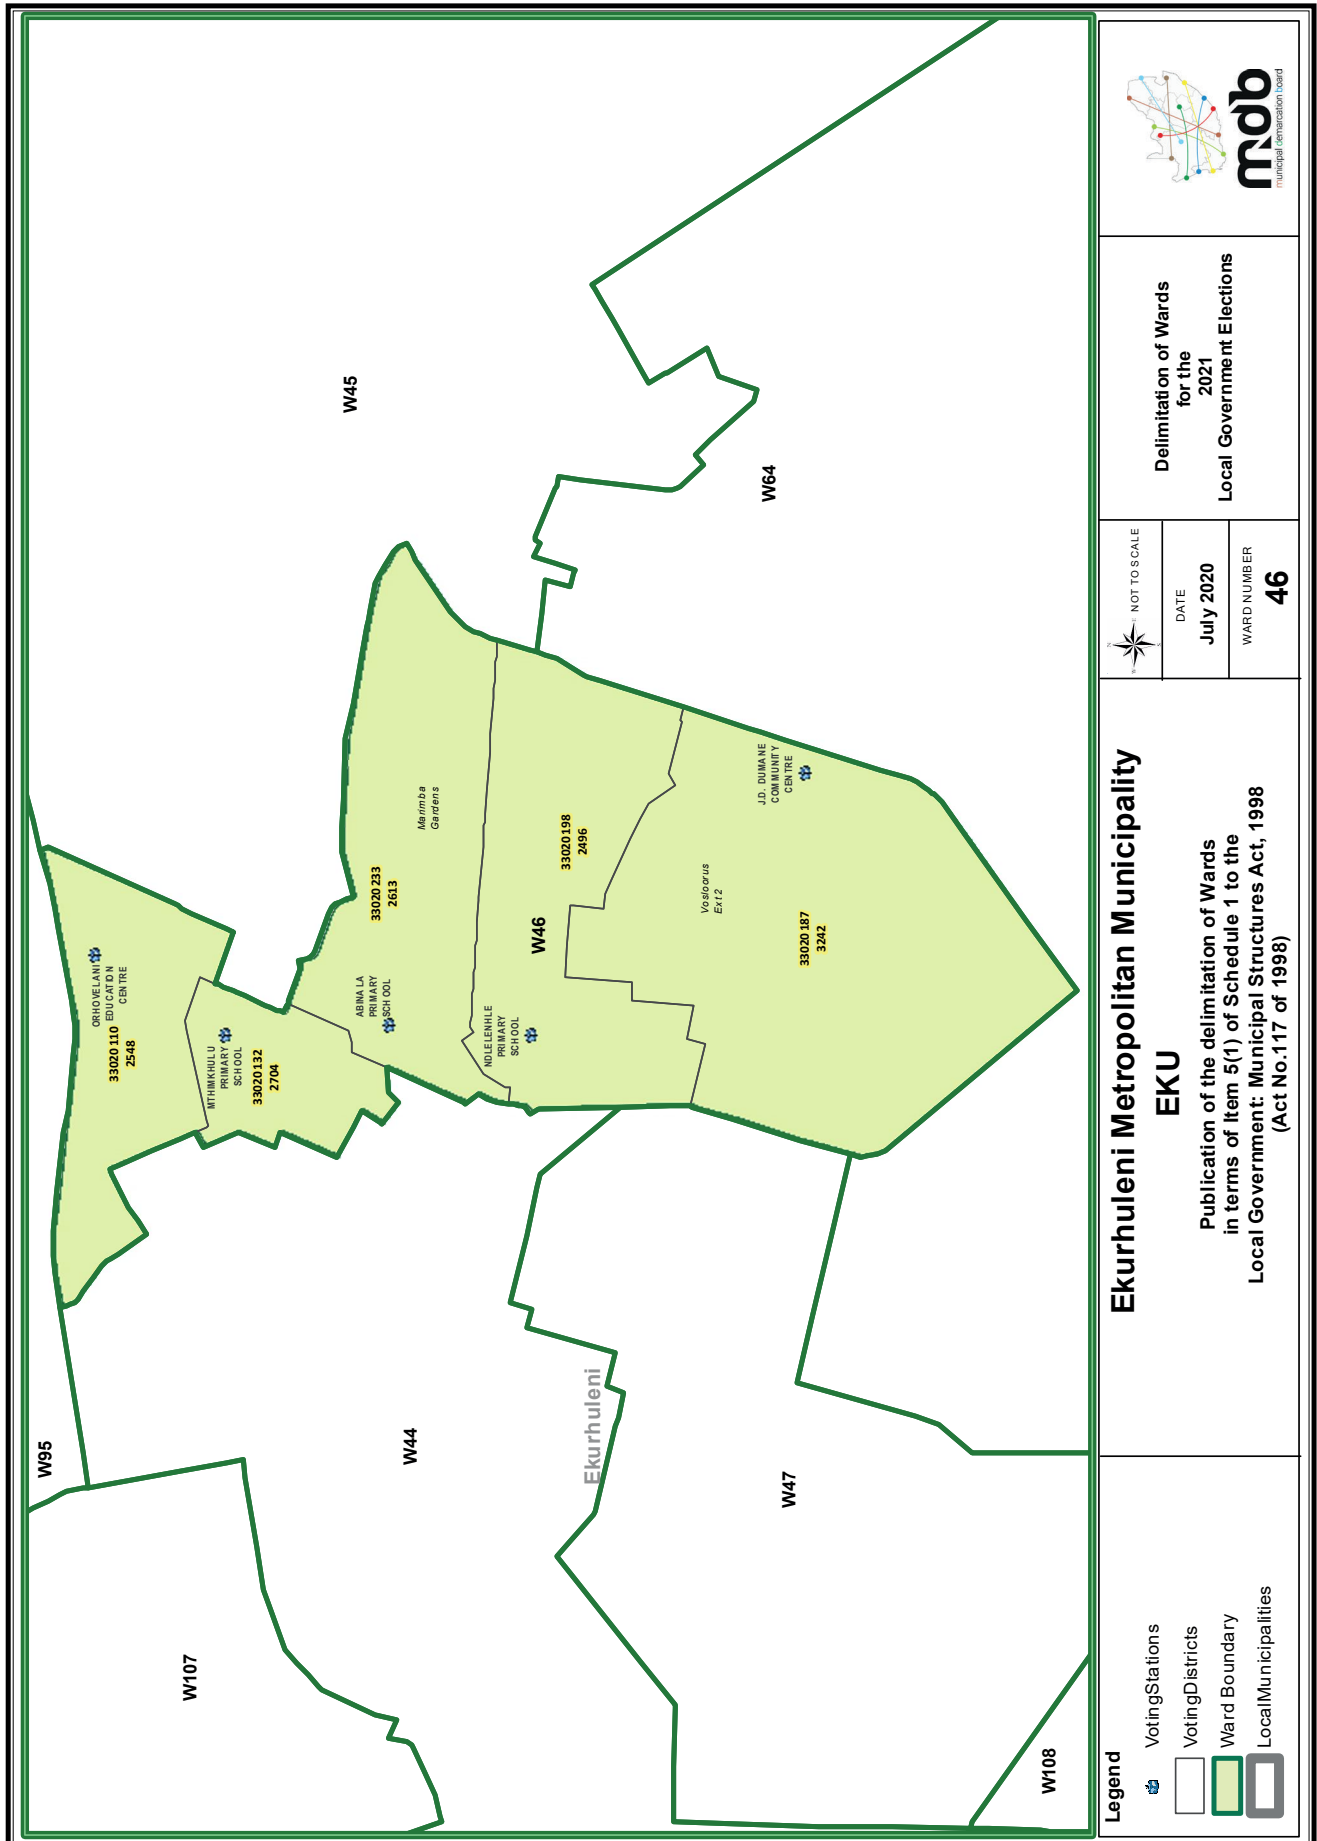 W95
W107
W44
W45
W64
W47
W108
W46
Ekurhuleni
ORHOVELANI
EDUCATION
CENTRE
33020110
2548
MTHIMKHULU
PRIMARY
SCHOOL
33020132
2704
ABINALA
PRIMARY
SCHOOL
33020233
2613
Marimba
Gardens
NDLELENHLE
PRIMARY
SCHOOL
33020198
2496
Vosloorus
Ext 2
J.D. DUMANE
COMMUNITY
CENTRE
33020187
3242
Legend
VotingStations
VotingDistricts
Ward Boundary
LocalMunicipalities
Ekurhuleni Metropolitan Municipality
EKU
Publication of the delimitation of Wards
in terms of Item 5(1) of Schedule 1 to the
Local Government: Municipal Structures Act, 1998
(Act No.117 of 1998)
N
W E
S
NOT TO SCALE
DATE
July 2020
WARD NUMBER
46
Delimitation of Wards
for the
2021
Local Government Elections
mdb
municipal demarcation board